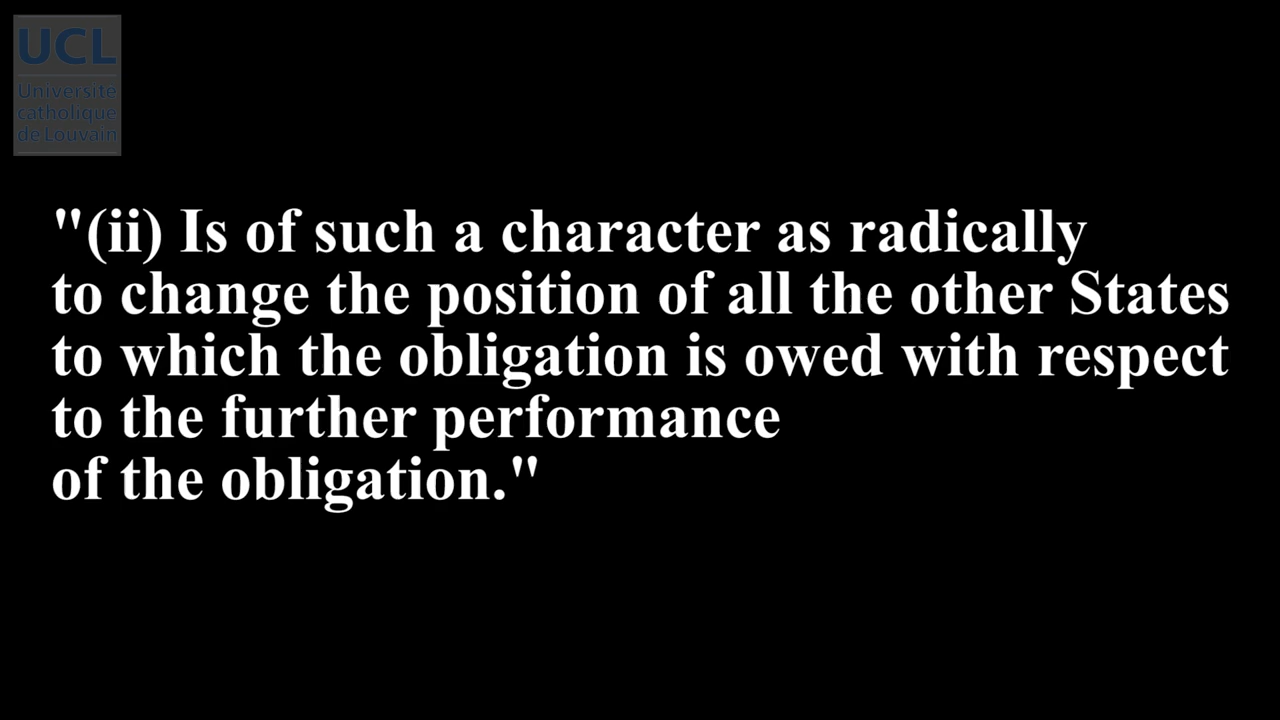 UCL
Université
catholique
de Louvain
"(ii) Is of such a character as radically
to change the position of all the other States
to which the obligation is owed with respect
to the further performance
of the obligation."